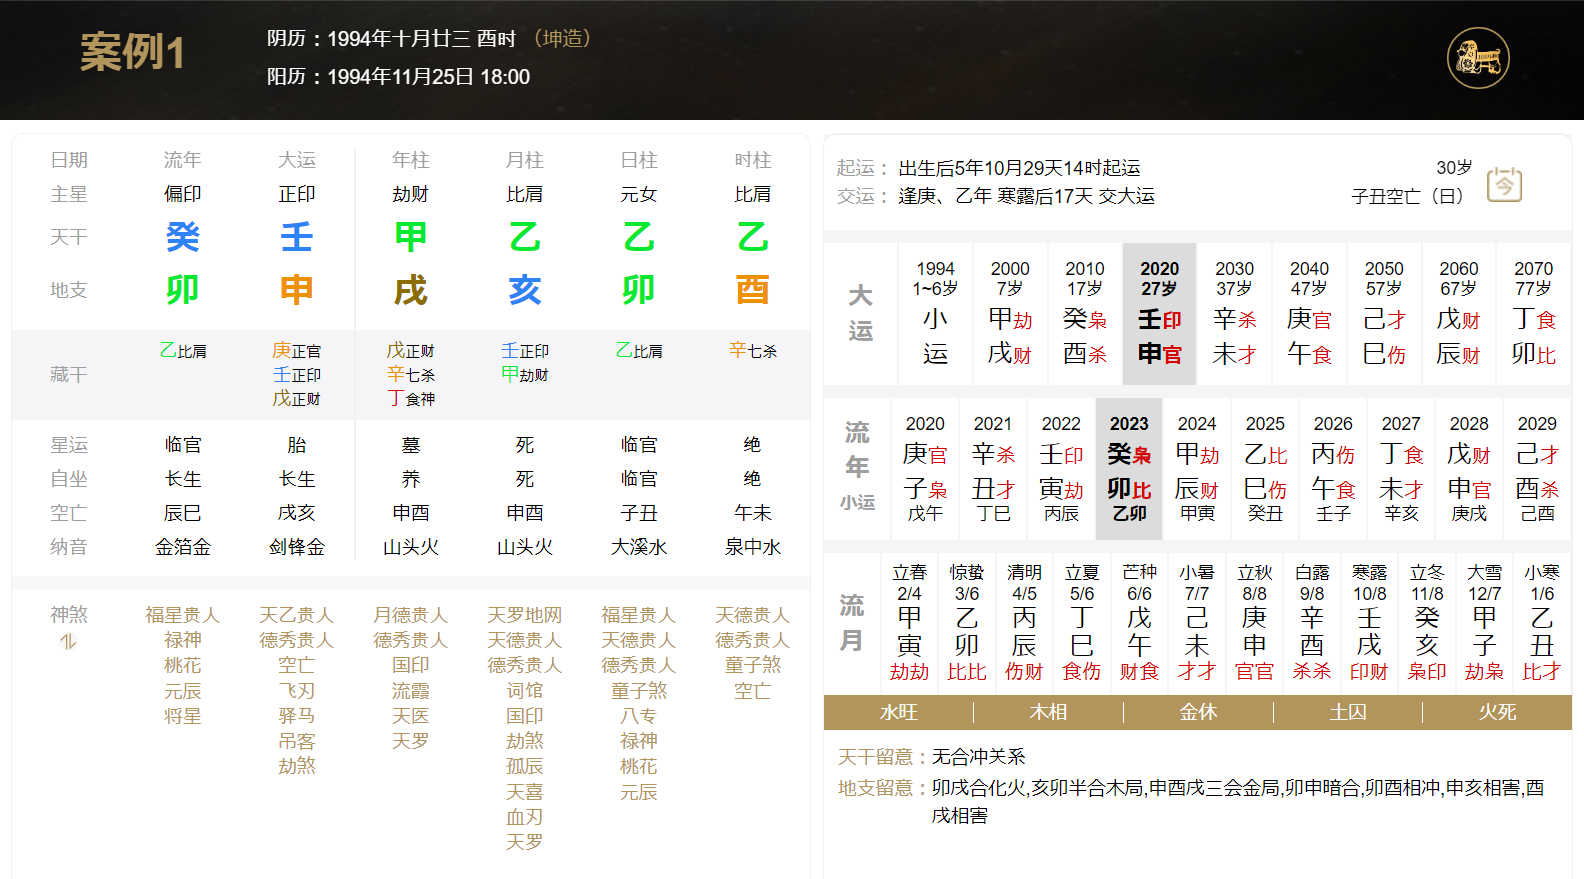 案例1
阴历：1994年十月廿三 酉时 （坤造）
阳历：1994年11月25日 18:00
日期 流年 大运 年柱 月柱 日柱 时柱
主星 偏印 正印 劫财 比肩 元女 比肩
天干 癸 壬 甲 乙 乙 乙
地支 卯 申 戌 亥 卯 酉
藏干
乙比肩 庚正官 戊正财 壬正印 乙比肩 辛七杀
壬正印 辛七杀 甲劫财
戊正财 丁食神
星运 临官 胎 墓 死 临官 绝
自坐 长生 长生 养 死 临官 绝
空亡 辰巳 戌亥 申酉 申酉 子丑 午未
纳音 金箔金 剑锋金 山头火 山头火 大溪水 泉中水
神煞 福星贵人 天乙贵人 月德贵人 天罗地网 福星贵人 天德贵人
禄神 德秀贵人 德秀贵人 天德贵人 天德贵人 德秀贵人
桃花 空亡 国印 德秀贵人 德秀贵人 童子煞
元辰 飞刃 流霞 词馆 童子煞 空亡
将星 驿马 天医 国印 八专
吊客 天罗 劫煞 禄神
劫煞 孤辰 桃花
天喜 元辰
血刃
天罗
起运： 出生后5年10月29天14时起运 30岁
交运： 逢庚、乙年 寒露后17天 交大运 子丑空亡（日）
今
大运
1994 2000 2010 2020 2030 2040 2050 2060 2070
1~6岁 7岁 17岁 27岁 37岁 47岁 57岁 67岁 77岁
小 甲劫 癸枭 壬印 辛杀 庚官 己才 戊财 丁食
运 戌财 酉杀 申官 未才 午食 巳伤 辰财 卯比
流年
小运
2020 2021 2022 2023 2024 2025 2026 2027 2028 2029
庚官 辛杀 壬印 癸枭 甲劫 乙比 丙伤 丁食 戊财 己才
子枭 丑才 寅劫 卯比 辰财 巳伤 午食 未才 申官 酉杀
戊午 丁巳 丙辰 乙卯 甲寅 癸丑 壬子 辛亥 庚戌 己酉
流月
立春 惊蛰 清明 立夏 芒种 小暑 立秋 白露 寒露 立冬 大雪 小寒
2/4 3/6 4/5 5/6 6/6 7/7 8/8 9/8 10/8 11/8 12/7 1/6
甲 乙 丙 丁 戊 己 庚 辛 壬 癸 甲 乙
寅 卯 辰 巳 午 未 申 酉 戌 亥 子 丑
劫劫 比比 伤财 食伤 财食 才才 官官 杀杀 印财 枭印 劫枭 比才
水旺 木相 金休 土囚 火死
天干留意：无合冲关系
地支留意：卯戌合化火,亥卯半合木局,申酉戌三会金局,卯申暗合,卯酉相冲,申亥相害,酉
戌相害